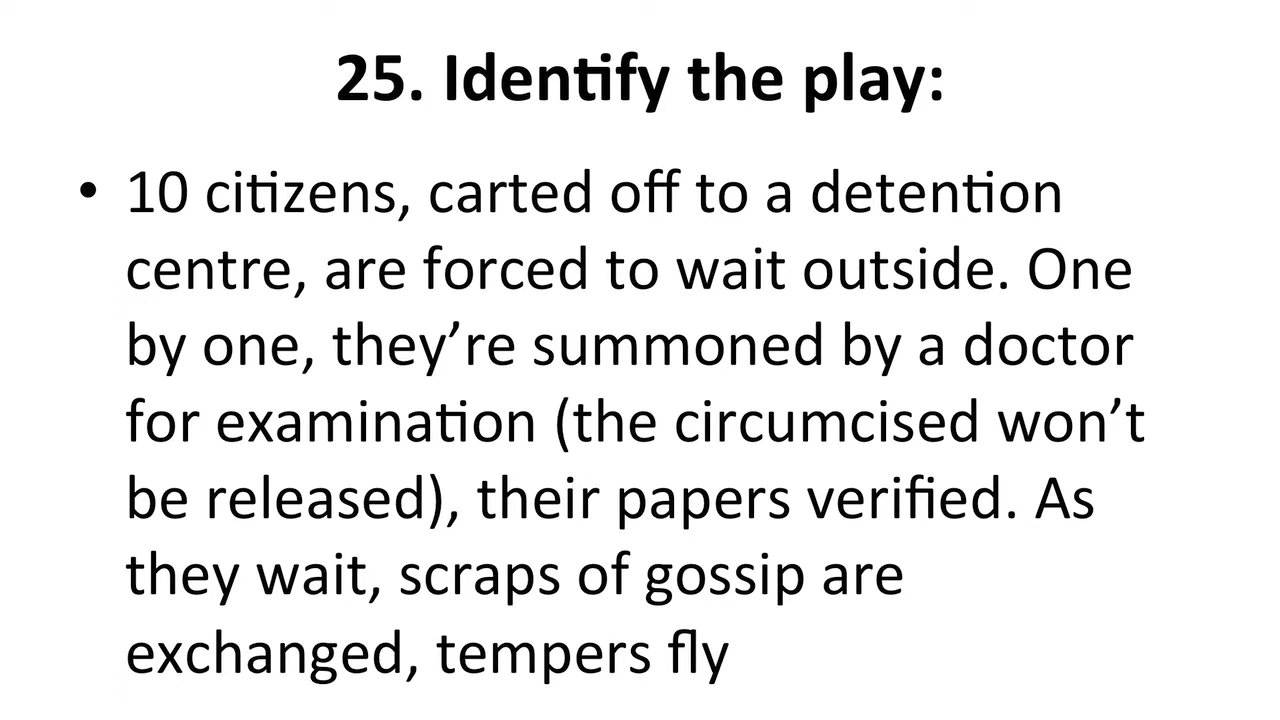 25. Identify the play:
• 10 citizens, carted off to a detention
centre, are forced to wait outside. One
by one, they’re summoned by a doctor
for examination (the circumcised won’t
be released), their papers verified. As
they wait, scraps of gossip are
exchanged, tempers fly